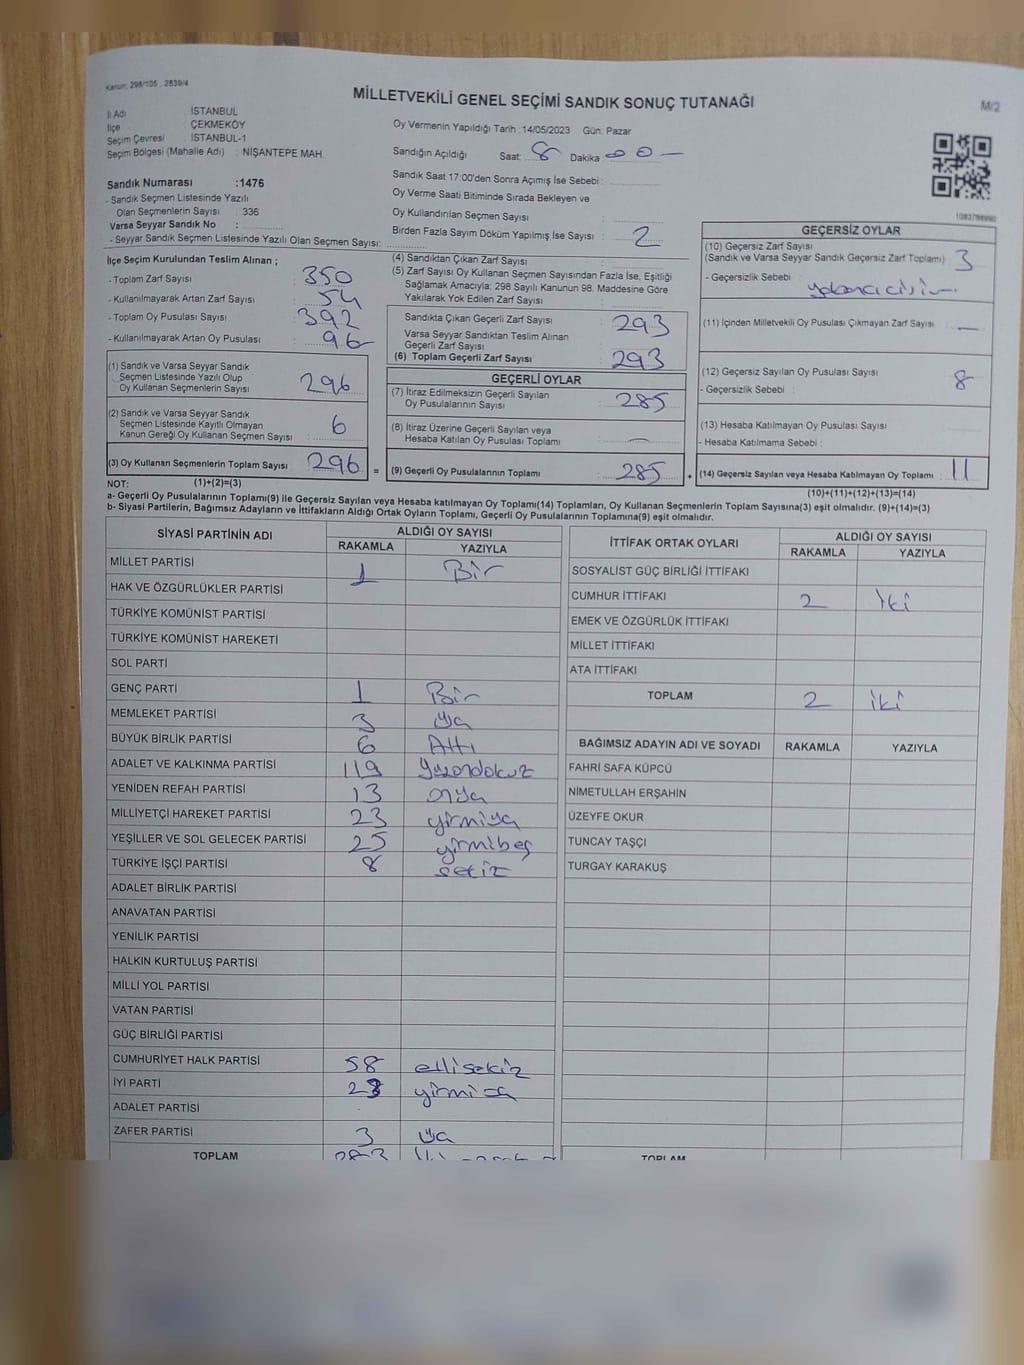 Kanun: 298/105 , 2839/4
MİLLETVEKİLİ GENEL SEÇİMİ SANDIK SONUÇ TUTANAĞI
M/2
İl Adı : İSTANBUL
İlçe : ÇEKMEKÖY
Seçim Çevresi : İSTANBUL-1
Seçim Bölgesi (Mahalle Adı) : NİŞANTEPE MAH.
Sandık Numarası :1476
- Sandık Seçmen Listesinde Yazılı
Olan Seçmenlerin Sayısı : 336
Varsa Seyyar Sandık No :
- Seyyar Sandık Seçmen Listesinde Yazılı Olan Seçmen Sayısı:
Oy Vermenin Yapıldığı Tarih :14/05/2023 Gün: Pazar
Sandığın Açıldığı Saat: 8 Dakika 00 —
Sandık Saat 17:00'den Sonra Açımış İse Sebebi :
Oy Verme Saati Bitiminde Sırada Bekleyen ve
Oy Kullandırılan Seçmen Sayısı :
Birden Fazla Sayım Döküm Yapılmış İse Sayısı : 2
1083788990
İlçe Seçim Kurulundan Teslim Alınan ;
- Toplam Zarf Sayısı : 350
- Kullanılmayarak Artan Zarf Sayısı : 54
- Toplam Oy Pusulası Sayısı : 392
- Kullanılmayarak Artan Oy Pusulası : 96
(1) Sandık ve Varsa Seyyar Sandık
Seçmen Listesinde Yazılı Olup
Oy Kullanan Seçmenlerin Sayısı : 296
(2) Sandık ve Varsa Seyyar Sandık
Seçmen Listesinde Kayıtlı Olmayan
Kanun Gereği Oy Kullanan Seçmen Sayısı : 6
(3) Oy Kullanan Seçmenlerin Toplam Sayısı : 296
(1)+(2)=(3)
(4) Sandıktan Çıkan Zarf Sayısı :
(5) Zarf Sayısı Oy Kullanan Seçmen Sayısından Fazla İse, Eşitliği
Sağlamak Amacıyla; 298 Sayılı Kanunun 98. Maddesine Göre
Yakılarak Yok Edilen Zarf Sayısı :
Sandıkta Çıkan Geçerli Zarf Sayısı : 293
Varsa Seyyar Sandıktan Teslim Alınan
Geçerli Zarf Sayısı :
(6) Toplam Geçerli Zarf Sayısı : 293
GEÇERLİ OYLAR
(7) İtiraz Edilmeksizin Geçerli Sayılan
Oy Pusulalarının Sayısı : 285
(8) İtiraz Üzerine Geçerli Sayılan veya
Hesaba Katılan Oy Pusulası Toplamı : —
= (9) Geçerli Oy Pusulalarının Toplamı : 285
GEÇERSİZ OYLAR
(10) Geçersiz Zarf Sayısı
(Sandık ve Varsa Seyyar Sandık Geçersiz Zarf Toplamı) : 3
- Geçersizlik Sebebi :
(11) İçinden Milletvekili Oy Pusulası Çıkmayan Zarf Sayısı : —
(12) Geçersiz Sayılan Oy Pusulası Sayısı : 8
- Geçersizlik Sebebi :
(13) Hesaba Katılmayan Oy Pusulası Sayısı :
- Hesaba Katılmama Sebebi :
+ (14) Geçersiz Sayılan veya Hesaba Katılmayan Oy Toplamı : 11
(10)+(11)+(12)+(13)=(14)
NOT:
a- Geçerli Oy Pusulalarının Toplamı(9) ile Geçersiz Sayılan veya Hesaba katılmayan Oy Toplamı(14) Toplamları, Oy Kullanan Seçmenlerin Toplam Sayısına(3) eşit olmalıdır. (9)+(14)=(3)
b- Siyasi Partilerin, Bağımsız Adayların ve İttifakların Aldığı Ortak Oyların Toplamı, Geçerli Oy Pusulalarının Toplamına(9) eşit olmalıdır.
SİYASİ PARTİNİN ADI ALDIĞI OY SAYISI
RAKAMLA YAZIYLA
MİLLET PARTİSİ 1 Bir
HAK VE ÖZGÜRLÜKLER PARTİSİ
TÜRKİYE KOMÜNİST PARTİSİ
TÜRKİYE KOMÜNİST HAREKETİ
SOL PARTİ
GENÇ PARTİ 1 Bir
MEMLEKET PARTİSİ 3 üç
BÜYÜK BİRLİK PARTİSİ 6 Altı
ADALET VE KALKINMA PARTİSİ 119 yüzondokuz
YENİDEN REFAH PARTİSİ 13 onüç
MİLLİYETÇİ HAREKET PARTİSİ 23 yirmiüç
YEŞİLLER VE SOL GELECEK PARTİSİ 25 yirmibeş
TÜRKİYE İŞÇİ PARTİSİ 8 sekiz
ADALET BİRLİK PARTİSİ
ANAVATAN PARTİSİ
YENİLİK PARTİSİ
HALKIN KURTULUŞ PARTİSİ
MİLLİ YOL PARTİSİ
VATAN PARTİSİ
GÜÇ BİRLİĞİ PARTİSİ
CUMHURİYET HALK PARTİSİ 58 ellisekiz
İYİ PARTİ 23 yirmiüç
ADALET PARTİSİ
ZAFER PARTİSİ 3 üç
TOPLAM 283
İTTİFAK ORTAK OYLARI ALDIĞI OY SAYISI
RAKAMLA YAZIYLA
SOSYALİST GÜÇ BİRLİĞİ İTTİFAKI
CUMHUR İTTİFAKI 2 iki
EMEK VE ÖZGÜRLÜK İTTİFAKI
MİLLET İTTİFAKI
ATA İTTİFAKI
TOPLAM 2 iki
BAĞIMSIZ ADAYIN ADI VE SOYADI RAKAMLA YAZIYLA
FAHRİ SAFA KÜPCÜ
NİMETULLAH ERŞAHİN
ÜZEYFE OKUR
TUNCAY TAŞÇI
TURGAY KARAKUŞ
TOPLAM